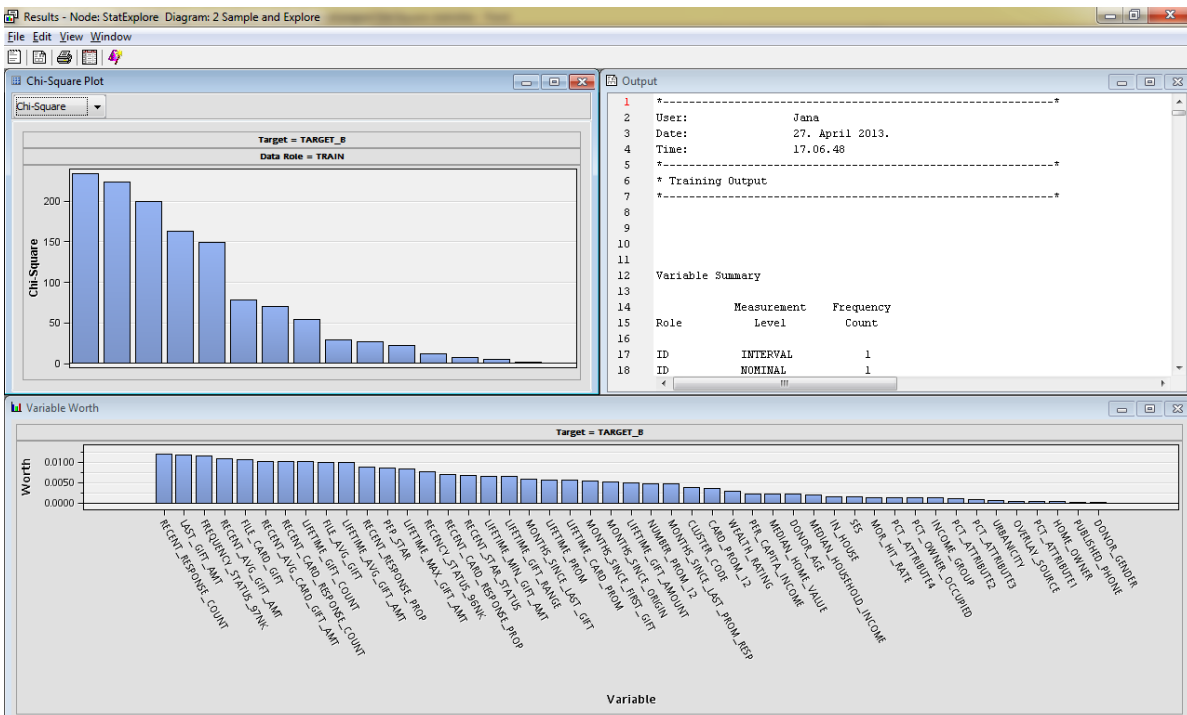 Results - Node: StatExplore Diagram: 2 Sample and Explore
File Edit View Window
Chi-Square Plot
Chi-Square
Target = TARGET_B
Data Role = TRAIN
Chi-Square
200
150
100
50
0
Output
1 *------------------------------------------------------------*
2 User: Jana
3 Date: 27. April 2013.
4 Time: 17.06.48
5 *------------------------------------------------------------*
6 * Training Output
7 *------------------------------------------------------------*
8
9
10
11
12 Variable Summary
13
14 Measurement Frequency
15 Role Level Count
16
17 ID INTERVAL 1
18 ID NOMINAL 1
Variable Worth
Target = TARGET_B
Worth
0.0100
0.0050
0.0000
RECENT_RESPONSE_COUNT
LAST_GIFT_AMT
FREQUENCY_STATUS_97NK
RECENT_AVG_GIFT_AMT
FILE_CARD_GIFT
RECENT_AVG_CARD_GIFT_AMT
RECENT_CARD_RESPONSE_COUNT
LIFETIME_GIFT_COUNT
FILE_AVG_GIFT
LIFETIME_AVG_GIFT_AMT
RECENT_RESPONSE_PROP
PEP_STAR
LIFETIME_MAX_GIFT_AMT
RECENCY_STATUS_96NK
RECENT_CARD_RESPONSE_PROP
RECENT_STAR_STATUS
LIFETIME_MIN_GIFT_AMT
LIFETIME_GIFT_RANGE
MONTHS_SINCE_LAST_GIFT
LIFETIME_PROM
LIFETIME_CARD_PROM
MONTHS_SINCE_FIRST_GIFT
MONTHS_SINCE_ORIGIN
LIFETIME_GIFT_AMOUNT
NUMBER_PROM_12
MONTHS_SINCE_LAST_PROM_RESP
CLUSTER_CODE
CARD_PROM_12
WEALTH_RATING
PER_CAPITA_INCOME
MEDIAN_HOME_VALUE
DONOR_AGE
MEDIAN_HOUSEHOLD_INCOME
IN_HOUSE
SES
MOR_HIT_RATE
PCT_ATTRIBUTE4
PCT_OWNER_OCCUPIED
INCOME_GROUP
PCT_ATTRIBUTE2
PCT_ATTRIBUTE3
URBANICITY
OVERLAY_SOURCE
PCT_ATTRIBUTE1
HOME_OWNER
PUBLISHED_PHONE
DONOR_GENDER
Variable